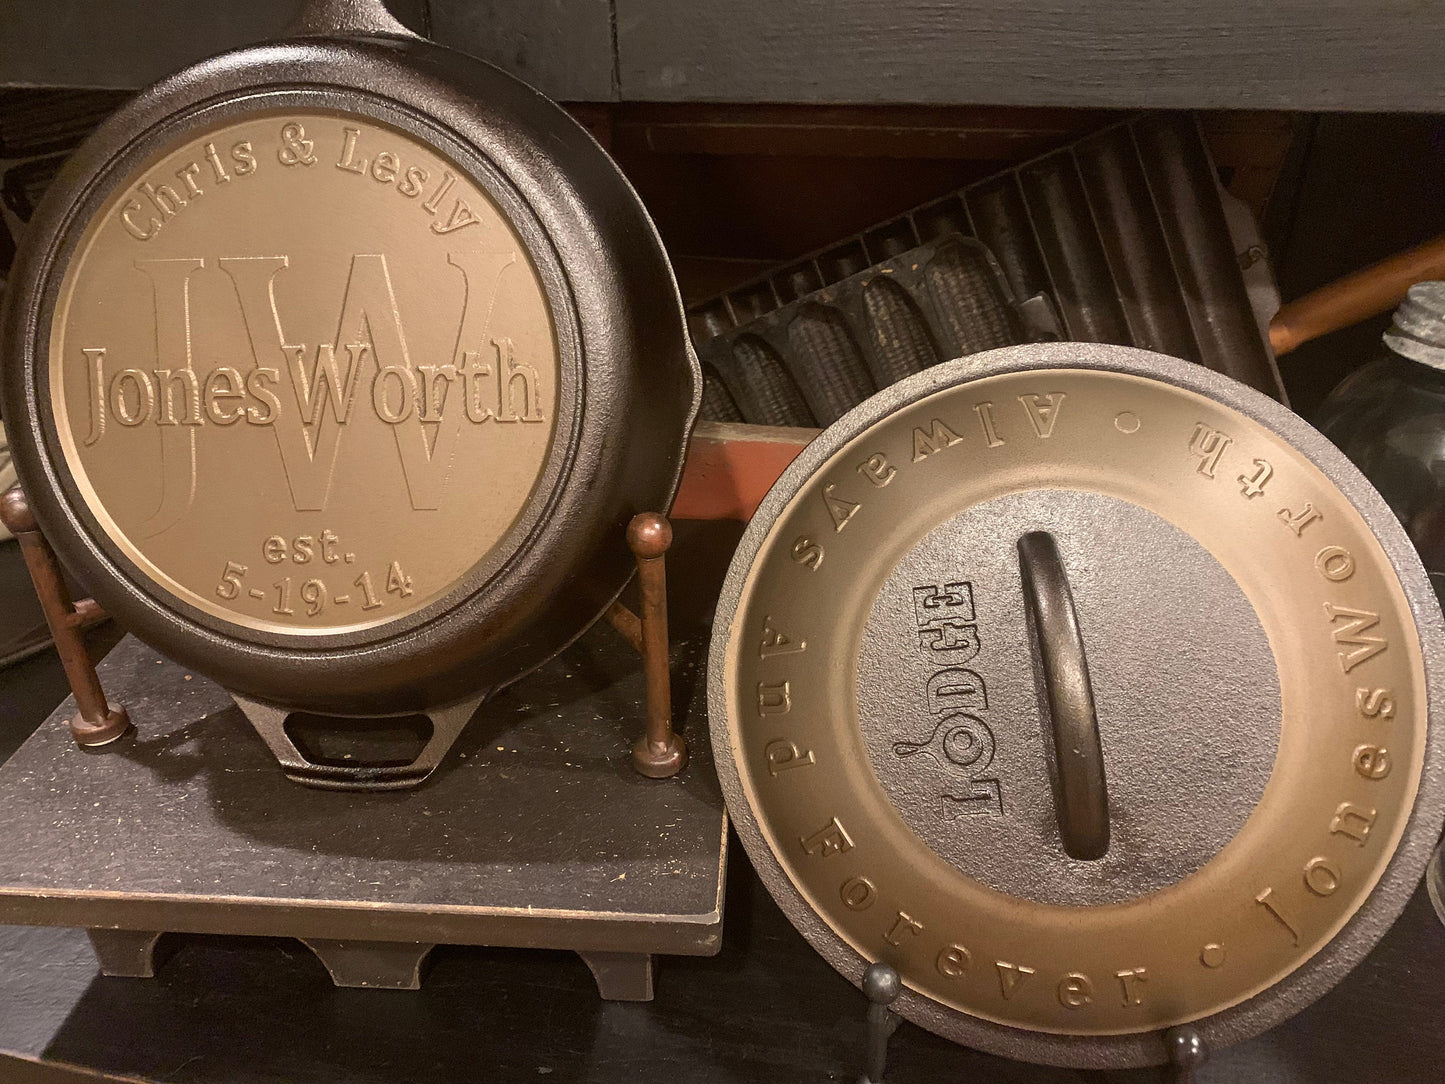 Chris & Lesly
JW
JonesWorth
est.
5-19-14
Always And Forever • JonesWorth •
LODGE